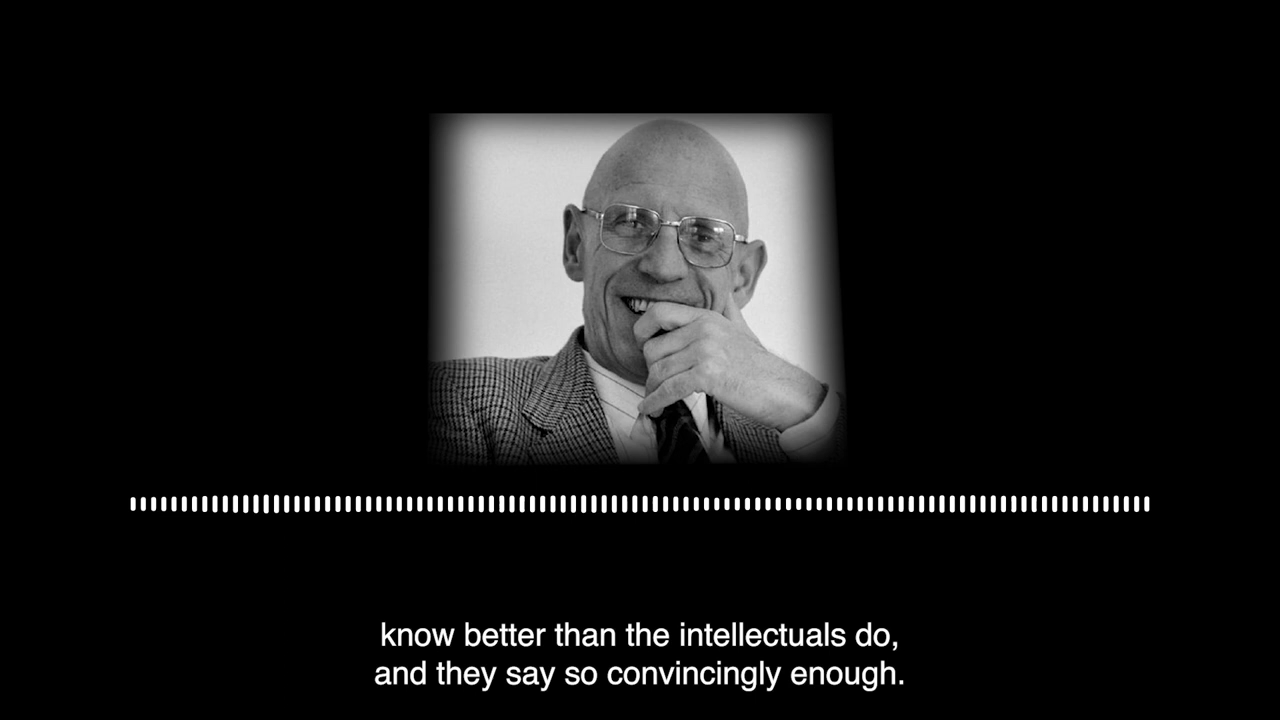 know better than the intellectuals do,
and they say so convincingly enough.